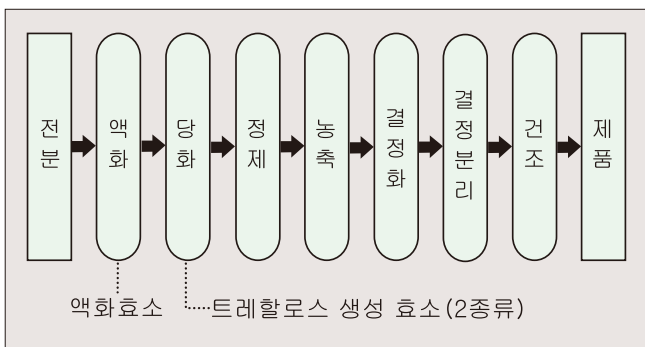 전분
액화
당화
정제
농축
결정화
결정분리
건조
제품
액화효소
트레할로스 생성 효소(2종류)